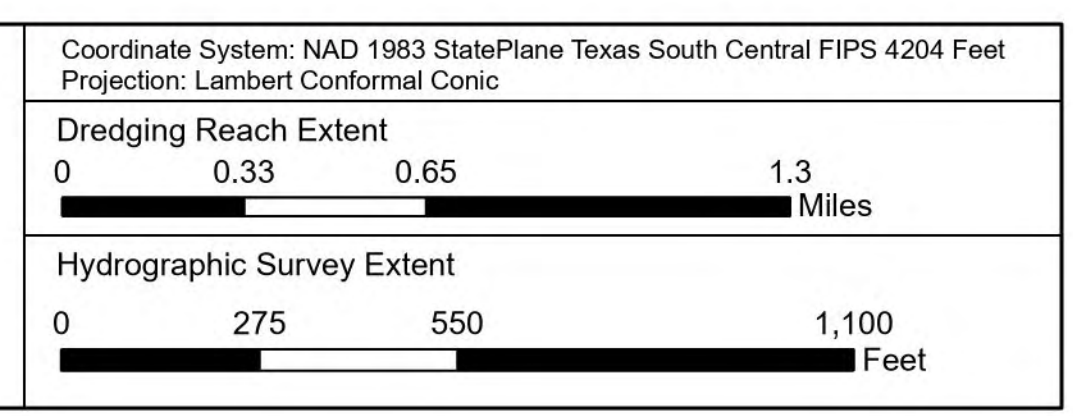 Coordinate System: NAD 1983 StatePlane Texas South Central FIPS 4204 Feet
Projection: Lambert Conformal Conic
Dredging Reach Extent
0 0.33 0.65 1.3
Miles
Hydrographic Survey Extent
0 275 550 1,100
Feet